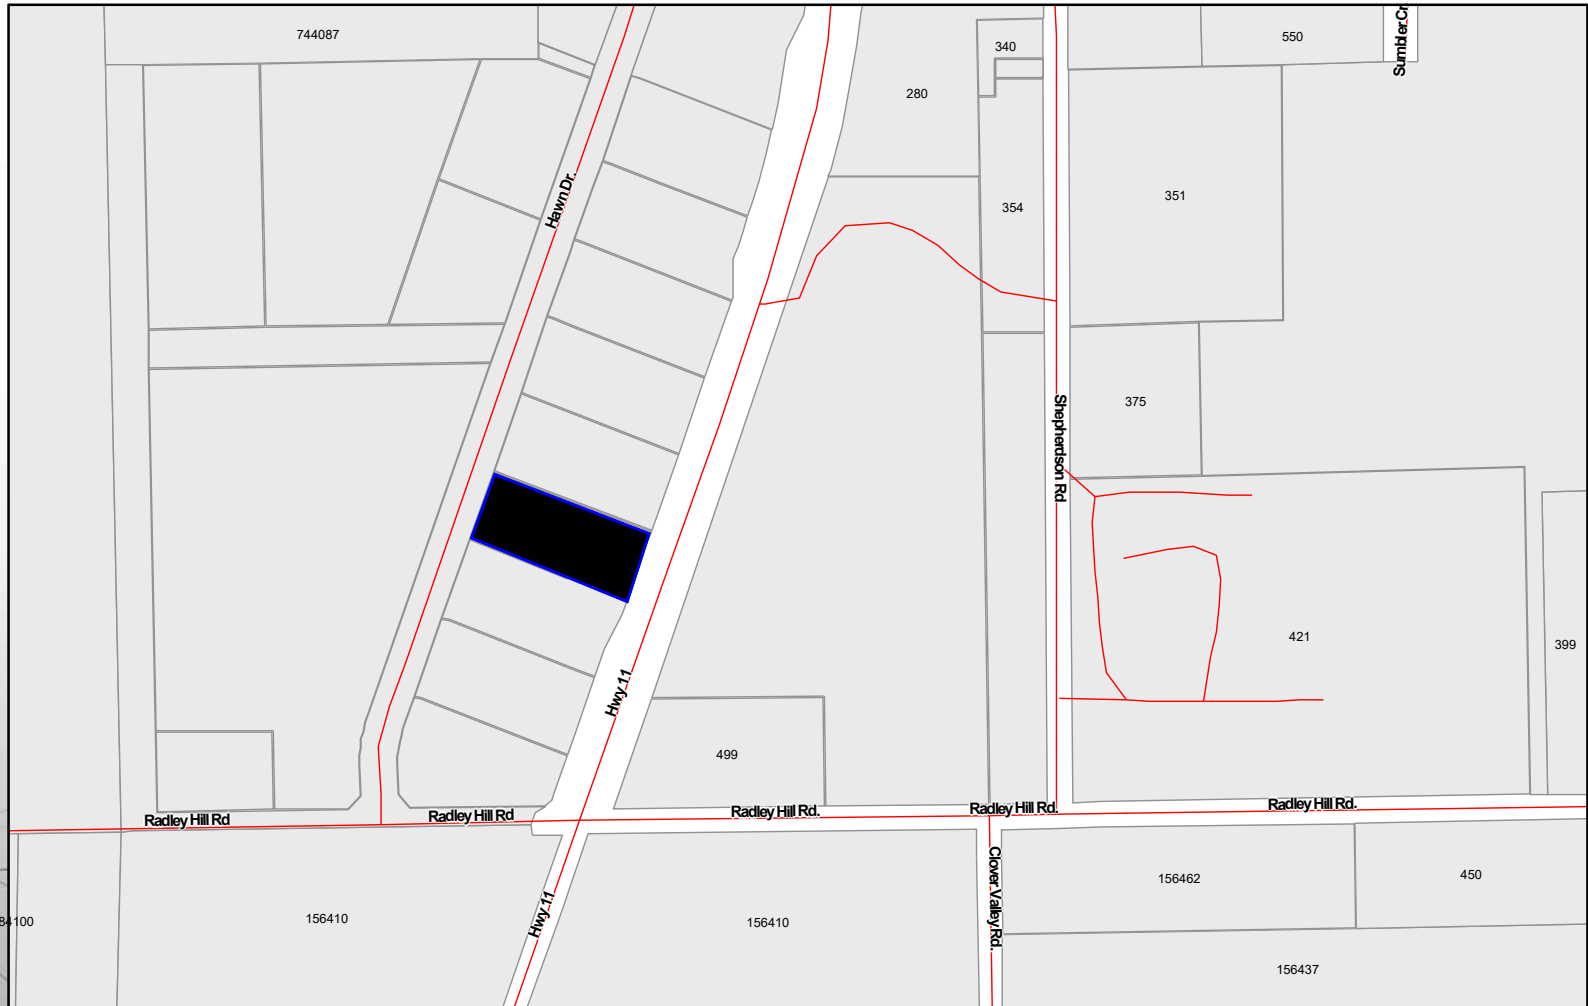 744087
340
550
Sumbler Cr
280
Hawn Dr.
354
351
375
Shepherdson Rd
421
399
Hwy 11
499
Radley Hill Rd
Radley Hill Rd
Radley Hill Rd.
Radley Hill Rd.
Radley Hill Rd.
84100
156410
Hwy 11
156410
Clover Valley Rd.
156462
450
156437